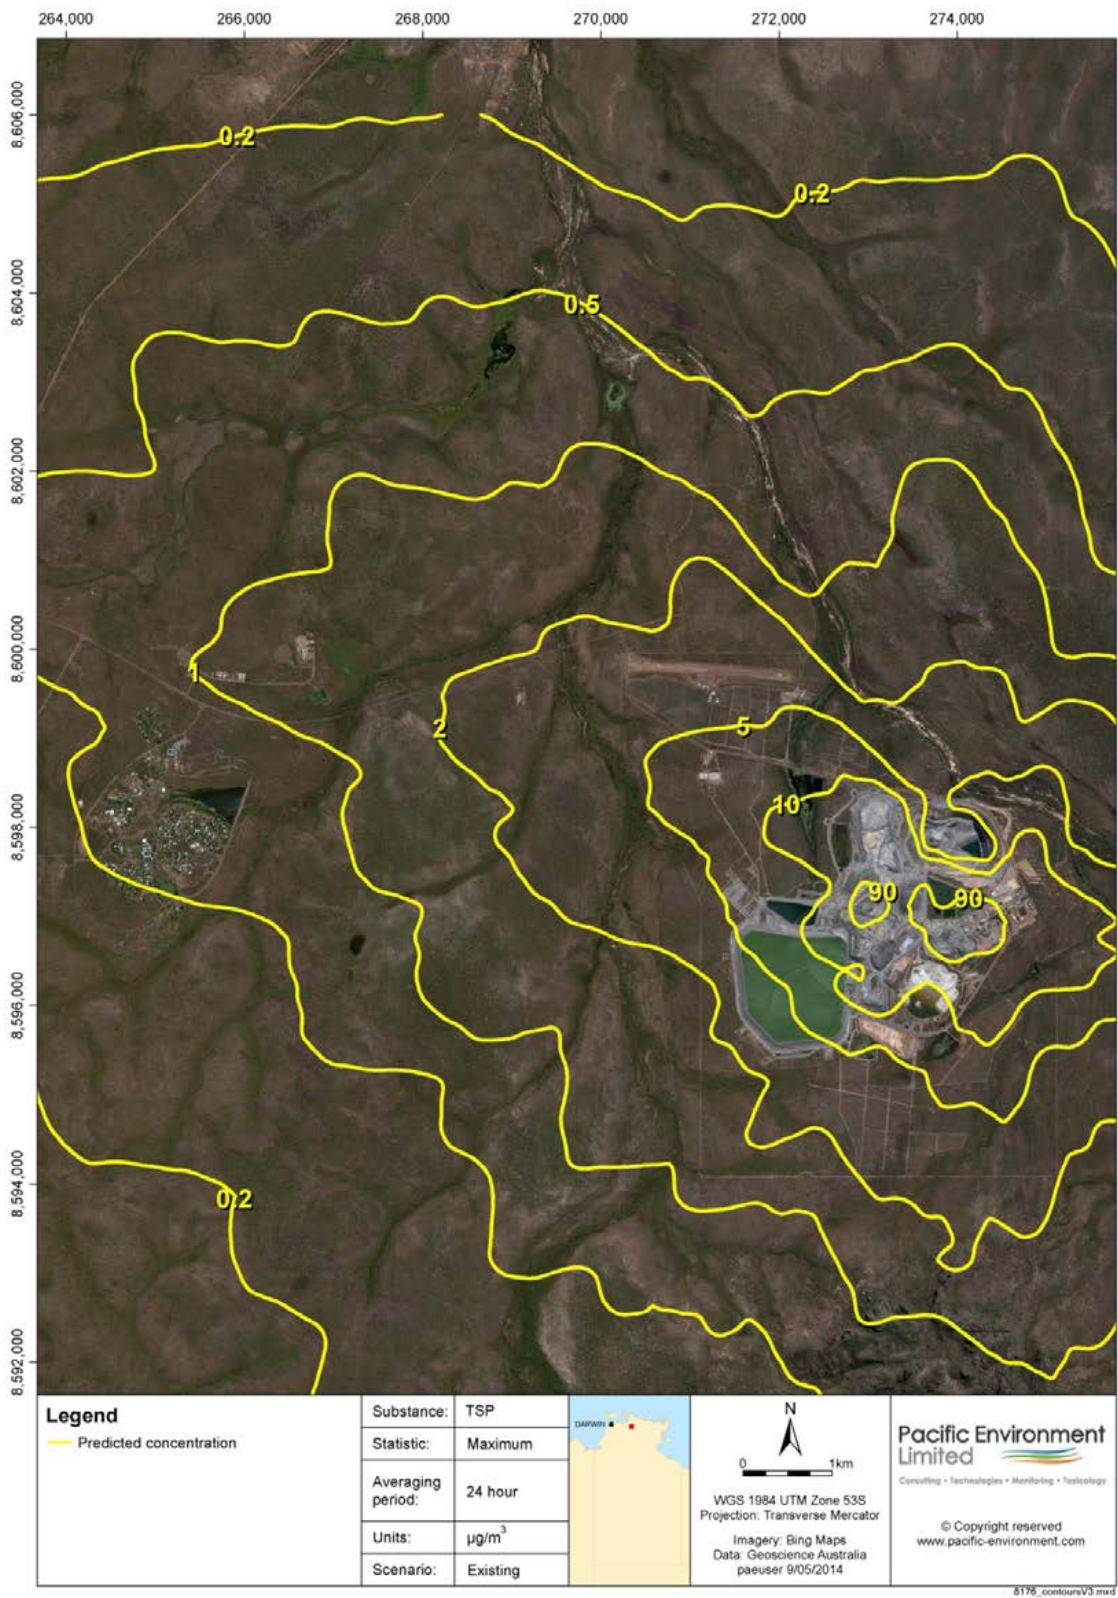 264,000 266,000 268,000 270,000 272,000 274,000
8,606,000
8,604,000
8,602,000
8,600,000
8,598,000
8,596,000
8,594,000
8,592,000
0.2
0.2
0.5
1
2
5
10
90
90
0.2
Legend
Predicted concentration
Substance: TSP
Statistic: Maximum
Averaging period: 24 hour
Units: µg/m³
Scenario: Existing
DARWIN
N
0 1km
WGS 1984 UTM Zone 53S
Projection: Transverse Mercator
Imagery: Bing Maps
Data: Geoscience Australia
paeuser 9/05/2014
Pacific Environment
Limited
Consulting • Technologies • Monitoring • Toxicology
© Copyright reserved
www.pacific-environment.com
8176_contoursV3.mxd